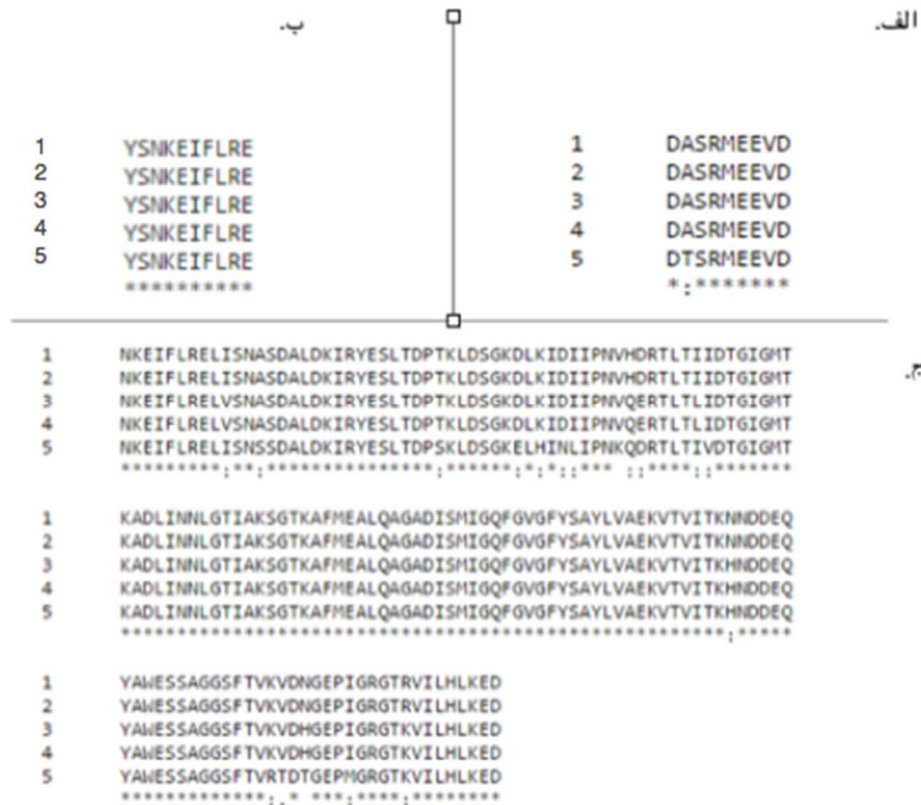 الف.
ب.
1 DASRMEEVD
2 DASRMEEVD
3 DASRMEEVD
4 DASRMEEVD
5 DTSRMEEVD
*:*******
1 YSNKEIFLRE
2 YSNKEIFLRE
3 YSNKEIFLRE
4 YSNKEIFLRE
5 YSNKEIFLRE
**********
ج.
1 NKEIFLRELISNASDALDKIRYESLTDPTKLDSGKDLKIDIIPNVHDRTLTIIDTGIGMT
2 NKEIFLRELISNASDALDKIRYESLTDPTKLDSGKDLKIDIIPNVHDRTLTIIDTGIGMT
3 NKEIFLRELVSNASDALDKIRYESLTDPTKLDSGKDLKIDIIPNVQERTLTLIDTGIGMT
4 NKEIFLRELVSNASDALDKIRYESLTDPTKLDSGKDLKIDIIPNVQERTLTLIDTGIGMT
5 NKEIFLRELISNSSDALDKIRYESLTDPSKLDSGKELHINLIPNKQDRTLTIVDTGIGMT
*********:**:***************:******:*:*::*** ::****::*******
1 KADLINNLGTIAKSGTKAFMEALQAGADISMIGQFGVGFYSAYLVAEKVTVITKNNDDEQ
2 KADLINNLGTIAKSGTKAFMEALQAGADISMIGQFGVGFYSAYLVAEKVTVITKNNDDEQ
3 KADLINNLGTIAKSGTKAFMEALQAGADISMIGQFGVGFYSAYLVAEKVTVITKHNDDEQ
4 KADLINNLGTIAKSGTKAFMEALQAGADISMIGQFGVGFYSAYLVAEKVTVITKHNDDEQ
5 KADLINNLGTIAKSGTKAFMEALQAGADISMIGQFGVGFYSAYLVAEKVTVITKHNDDEQ
******************************************************:*****
1 YAWESSAGGSFTVKVDNGEPIGRGTRVILHLKED
2 YAWESSAGGSFTVKVDNGEPIGRGTRVILHLKED
3 YAWESSAGGSFTVKVDHGEPIGRGTKVILHLKED
4 YAWESSAGGSFTVKVDHGEPIGRGTKVILHLKED
5 YAWESSAGGSFTVRTDTGEPMGRGTKVILHLKED
*************:.* ***:****:********